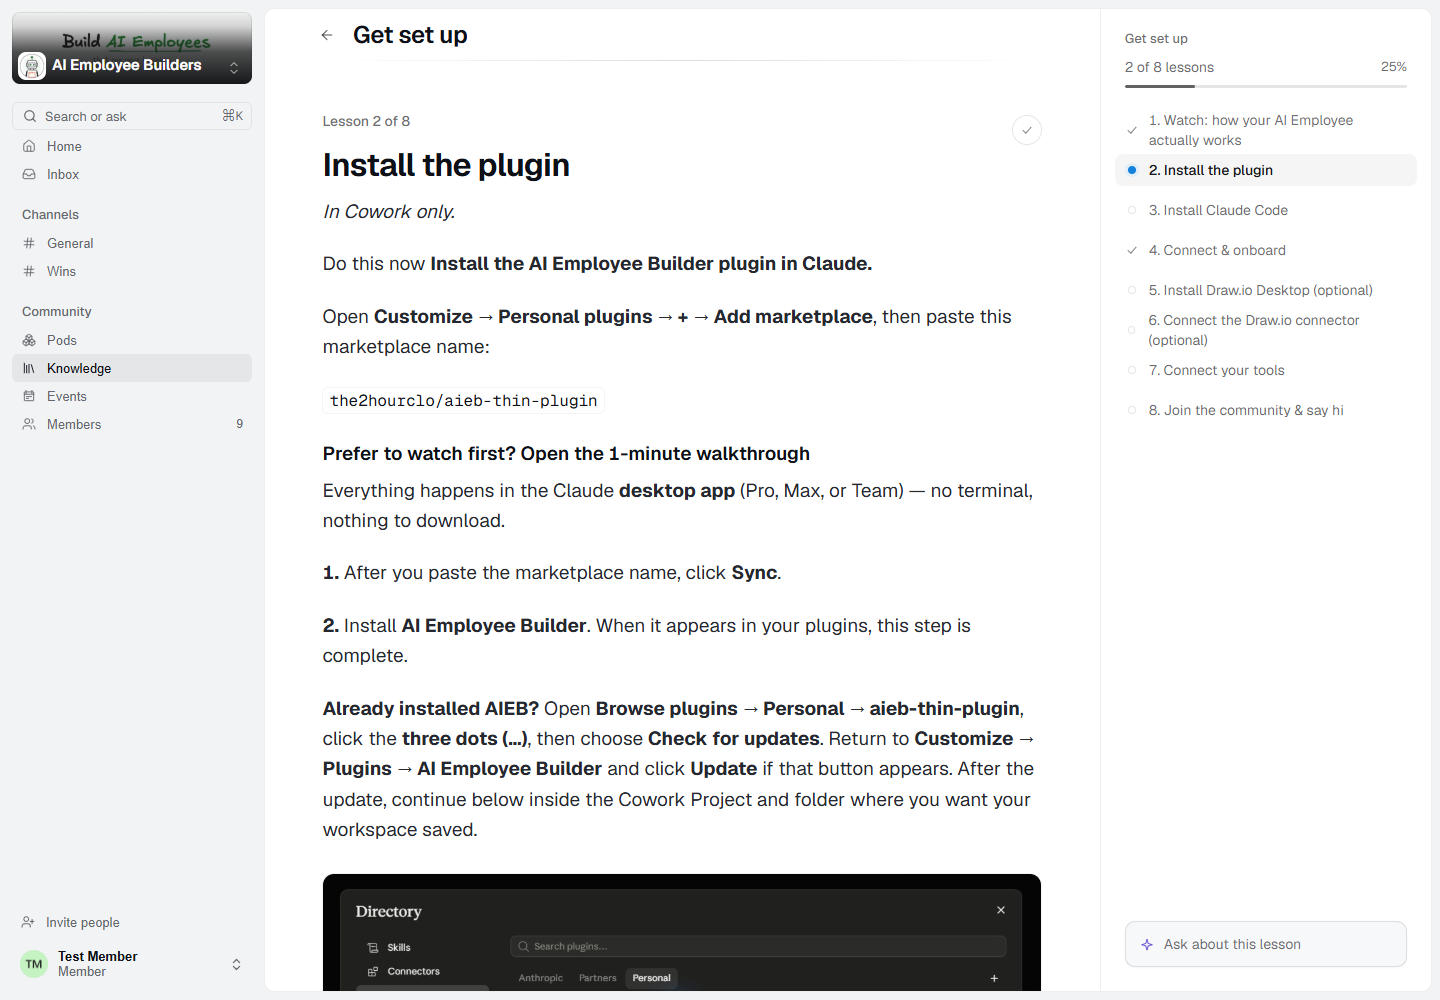 Build AI Employees
AI Employee Builders
Search or ask
⌘K
Home
Inbox
Channels
General
Wins
Community
Pods
Knowledge
Events
Members
9
Invite people
TM
Test Member
Member
Get set up
Lesson 2 of 8
Install the plugin
In Cowork only.
Do this now Install the AI Employee Builder plugin in Claude.
Open Customize → Personal plugins → + → Add marketplace, then paste this
marketplace name:
the2hourclo/aieb-thin-plugin
Prefer to watch first? Open the 1-minute walkthrough
Everything happens in the Claude desktop app (Pro, Max, or Team) — no terminal,
nothing to download.
1. After you paste the marketplace name, click Sync.
2. Install AI Employee Builder. When it appears in your plugins, this step is
complete.
Already installed AIEB? Open Browse plugins → Personal → aieb-thin-plugin,
click the three dots (...), then choose Check for updates. Return to Customize →
Plugins → AI Employee Builder and click Update if that button appears. After the
update, continue below inside the Cowork Project and folder where you want your
workspace saved.
Directory
Skills
Connectors
Search plugins...
Anthropic
Partners
Personal
+
Get set up
2 of 8 lessons
25%
1. Watch: how your AI Employee
actually works
2. Install the plugin
3. Install Claude Code
4. Connect & onboard
5. Install Draw.io Desktop (optional)
6. Connect the Draw.io connector
(optional)
7. Connect your tools
8. Join the community & say hi
Ask about this lesson